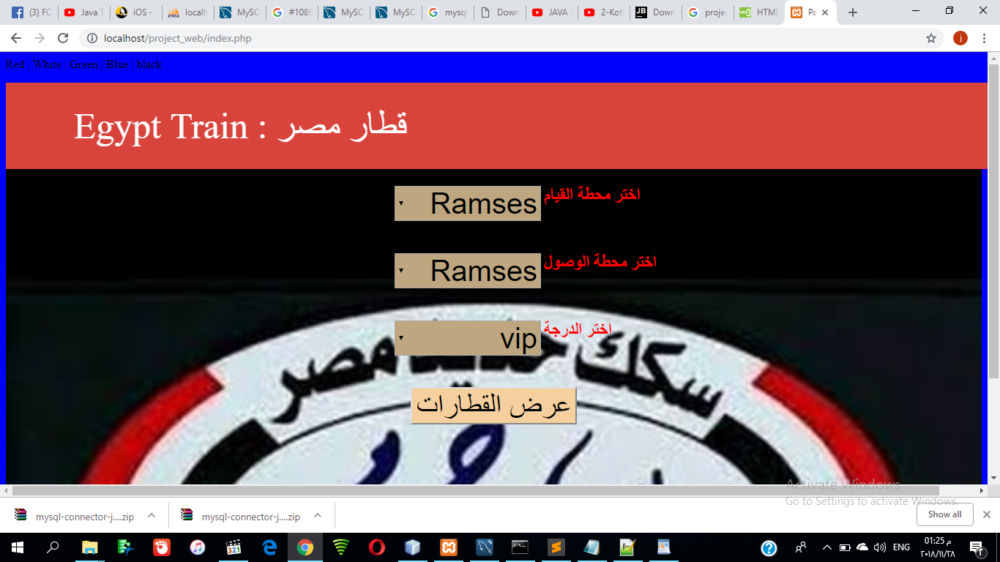 (3) FC
Java T
iOS -
localh
MySQ
#1089
MySQ
MySQ
mysql
Down
JAVA
2-Kotl
Down
projec
HTML
Pa
localhost/project_web/index.php
j
Red | White | Green | Blue | black
Egypt Train : قطار مصر
Ramses اختر محطة القيام
Ramses اختر محطة الوصول
vip اختر الدرجة
سكك حديد مصر
عرض القطارات
Activate Windows
Go to Settings to activate Windows.
mysql-connector-j....zip
mysql-connector-j....zip
Show all
ENG
01:25 م
٢٠١٨/١١/٢٨